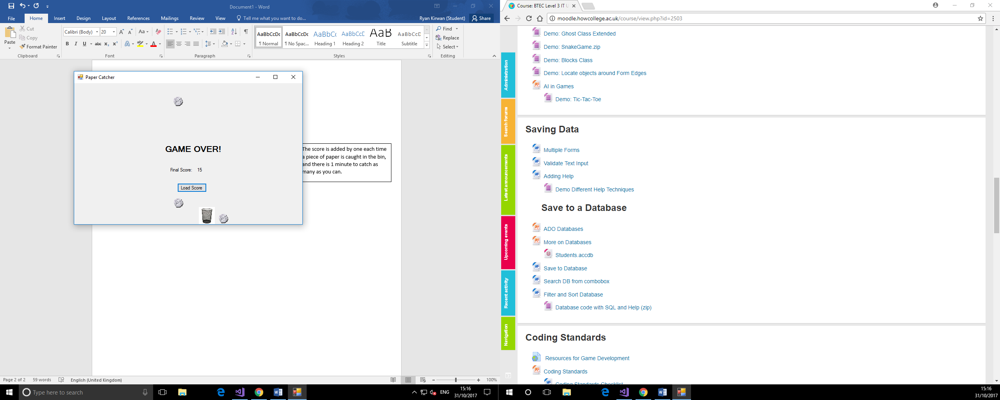 Document1 - Word
File Home Insert Design Layout References Mailings Review View Tell me what you want to do... Ryan Kirwan (Student) Share
Paste
Cut
Copy
Format Painter
Clipboard
Calibri (Body) 20
Font
Paragraph
AaBbCcDc AaBbCcDc AaBbCc AaBbCcD AaB AaBbCcD
¶ Normal ¶ No Spac... Heading 1 Heading 2 Title Subtitle
Styles
Find
Replace
Select
Editing
Paper Catcher
GAME OVER!
Final Score: 15
Load Score
The score is added by one each time
a piece of paper is caught in the bin,
and there is 1 minute to catch as
many as you can.
Page 2 of 2 59 words English (United Kingdom) 100%
Type here to search
ENG
15:16
31/10/2017
Course: BTEC Level 3 IT U
moodle.howcollege.ac.uk/course/view.php?id=2503
Administration
Search forums
Latest announcements
Upcoming events
Recent activity
Navigation
Demo: Ghost Class Extended
Demo: SnakeGame.zip
Demo: Blocks Class
Demo: Locate objects around Form Edges
AI in Games
Demo: Tic-Tac-Toe
Saving Data
Multiple Forms
Validate Text Input
Adding Help
Demo Different Help Techniques
Save to a Database
ADO Databases
More on Databases
Students.accdb
Save to Database
Search DB from combobox
Filter and Sort Database
Database code with SQL and Help (zip)
Coding Standards
Resources for Game Development
Coding Standards
Coding Standards Checklist
15:16
31/10/2017